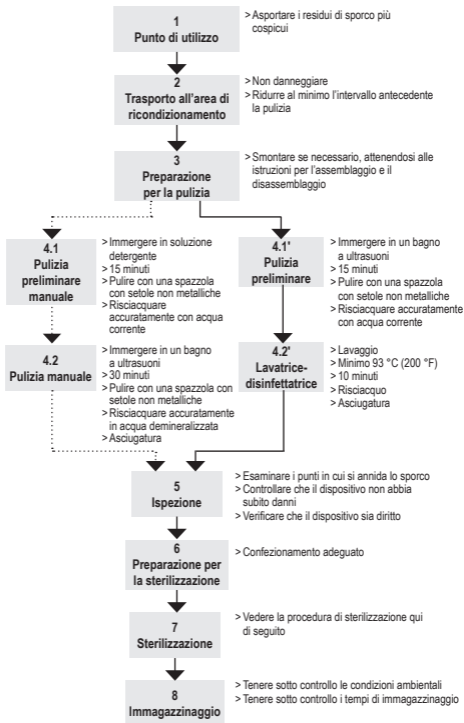 1
Punto di utilizzo
> Asportare i residui di sporco più
cospicui
2
Trasporto all'area di
ricondizionamento
> Non danneggiare
> Ridurre al minimo l'intervallo antecedente
la pulizia
3
Preparazione
per la pulizia
> Smontare se necessario, attenendosi alle
istruzioni per l'assemblaggio e il
disassemblaggio
4.1
Pulizia
preliminare
manuale
> Immergere in soluzione
detergente
> 15 minuti
> Pulire con una spazzola
con setole non metalliche
> Risciacquare
accuratamente con acqua
corrente
4.1'
Pulizia
preliminare
> Immergere in un bagno
a ultrasuoni
> 15 minuti
> Pulire con una spazzola
con setole non metalliche
> Risciacquare accuratamente
con acqua corrente
4.2
Pulizia manuale
> Immergere in un bagno
a ultrasuoni
> 30 minuti
> Pulire con una spazzola con
setole non metalliche
> Risciacquare accuratamente
in acqua demineralizzata
> Asciugatura
4.2'
Lavatrice-
disinfettatrice
> Lavaggio
> Minimo 93 °C (200 °F)
> 10 minuti
> Risciacquo
> Asciugatura
5
Ispezione
> Esaminare i punti in cui si annida lo sporco
> Controllare che il dispositivo non abbia
subito danni
> Verificare che il dispositivo sia diritto
6
Preparazione per
la sterilizzazione
> Confezionamento adeguato
7
Sterilizzazione
> Vedere la procedura di sterilizzazione qui
di seguito
8
Immagazzinaggio
> Tenere sotto controllo le condizioni ambientali
> Tenere sotto controllo i tempi di immagazzinaggio